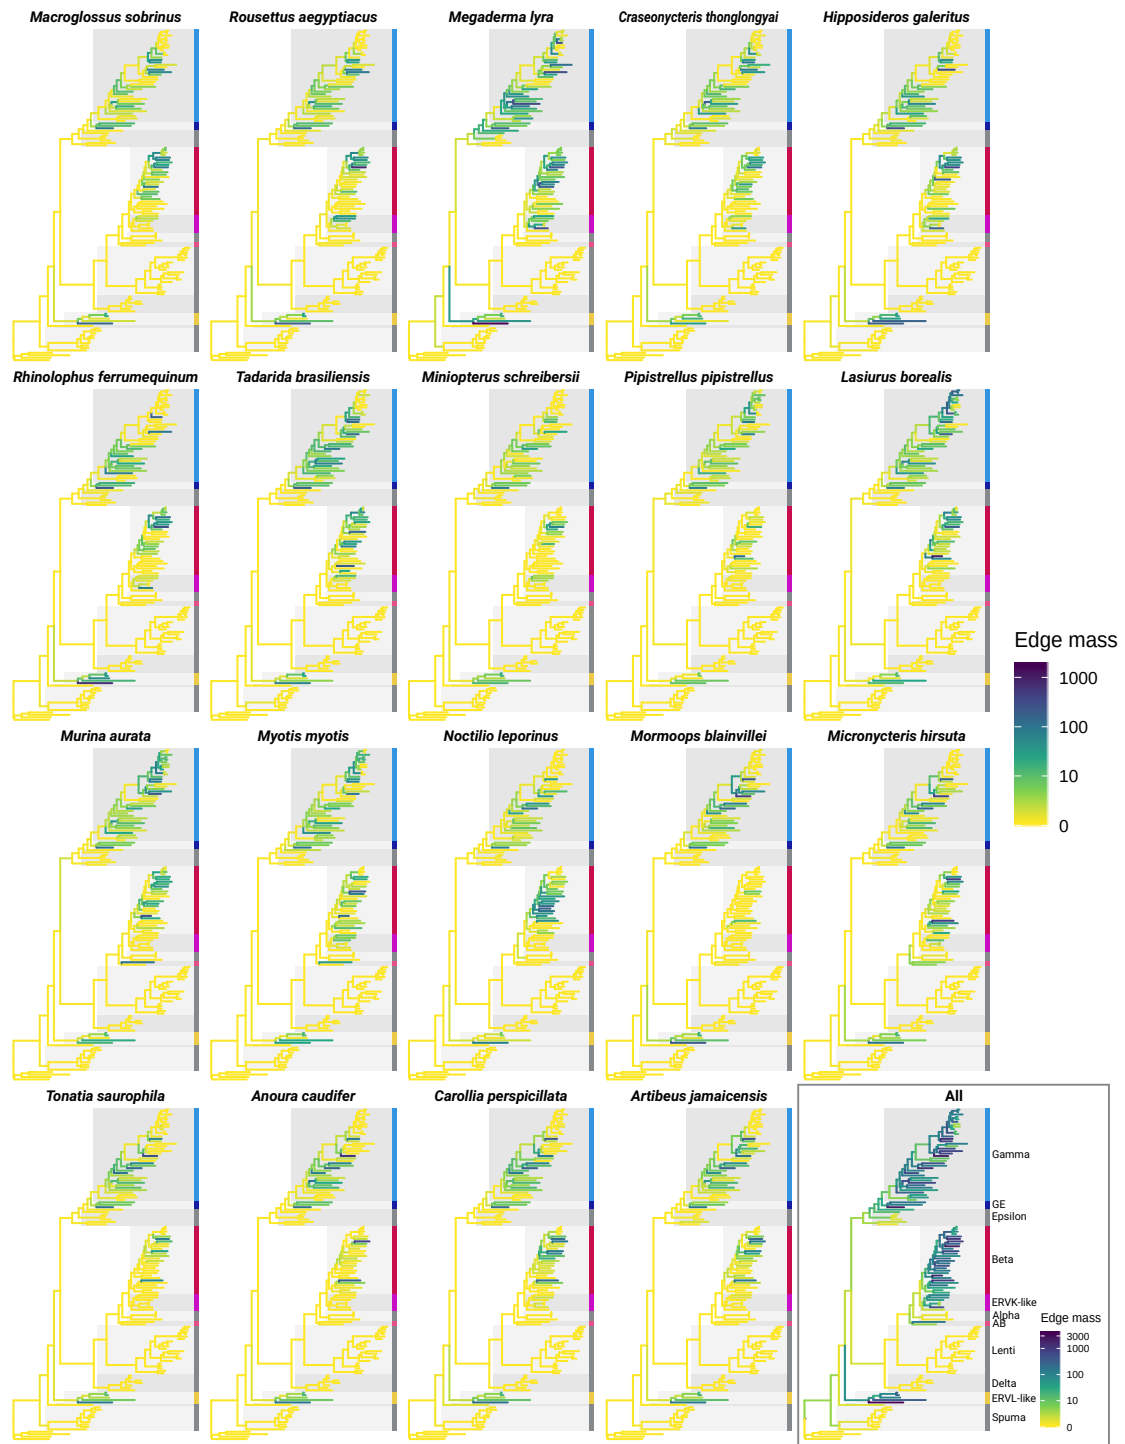 Macroglossus sobrinus
Rousettus aegyptiacus
Megaderma lyra
Craseonycteris thonglongyai
Hipposideros galeritus
Rhinolophus ferrumequinum
Tadarida brasiliensis
Miniopterus schreibersii
Pipistrellus pipistrellus
Lasiurus borealis
Edge mass
1000
100
10
0
Murina aurata
Myotis myotis
Noctilio leporinus
Mormoops blainvillei
Micronycteris hirsuta
Tonatia saurophila
Anoura caudifer
Carollia perspicillata
Artibeus jamaicensis
All
Gamma
GE
Epsilon
Beta
ERVK-like
Alpha
AB
Lenti
Delta
ERVL-like
Spuma
Edge mass
3000
1000
100
10
0